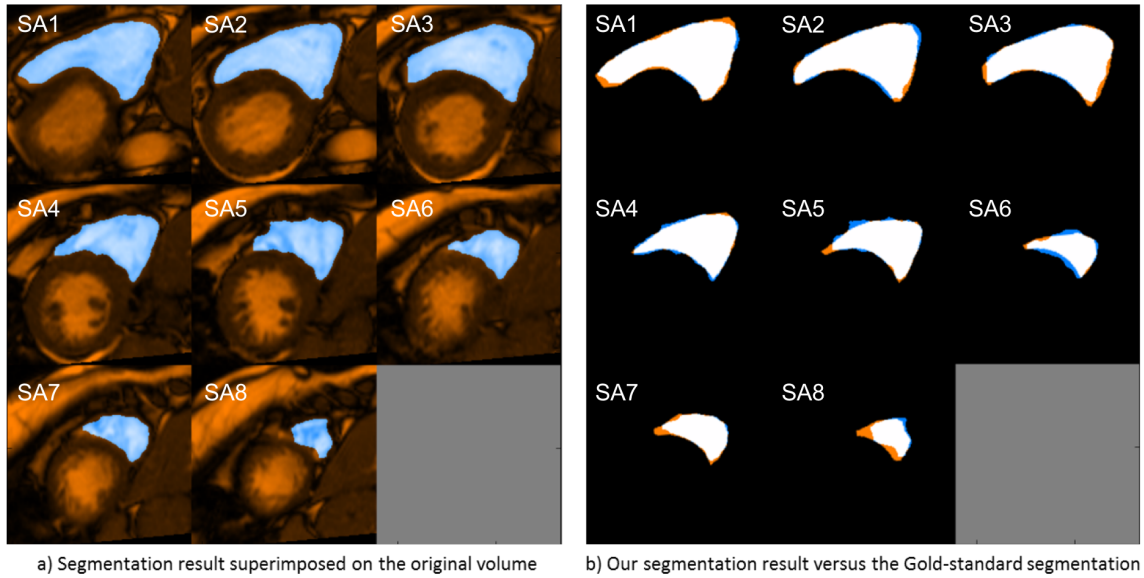 SA1 SA2 SA3
SA4 SA5 SA6
SA7 SA8
a) Segmentation result superimposed on the original volume
SA1 SA2 SA3
SA4 SA5 SA6
SA7 SA8
b) Our segmentation result versus the Gold-standard segmentation